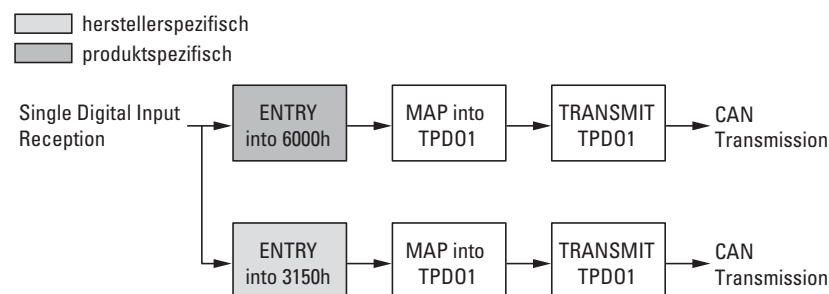 herstellerspezifisch
produktspezifisch
Single Digital Input
Reception
ENTRY
into 6000h
MAP into
TPDO1
TRANSMIT
TPDO1
CAN
Transmission
ENTRY
into 3150h
MAP into
TPDO1
TRANSMIT
TPDO1
CAN
Transmission